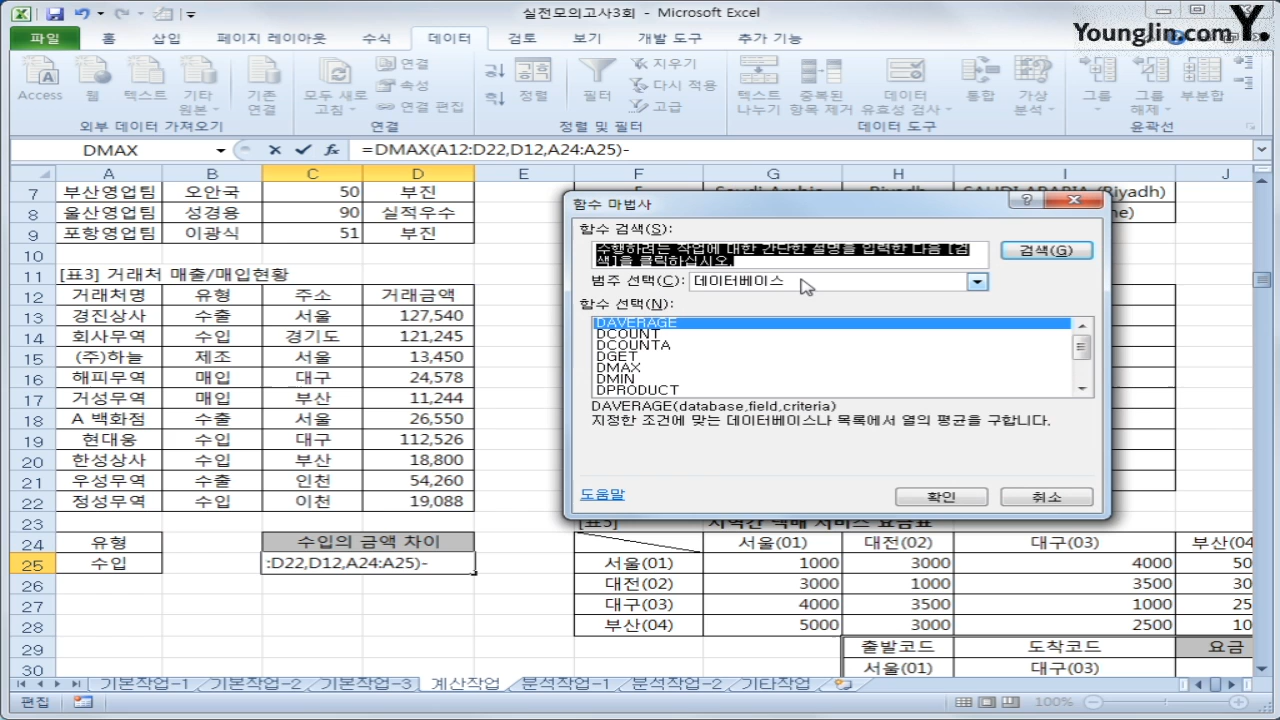 실전모의고사3회 - Microsoft Excel
Younglin.com Y.
파일 홈 삽입 페이지 레이아웃 수식 데이터 검토 보기 개발 도구 추가 기능
Access 웹 텍스트 기타 원본 기존 연결 모두 새로 고침 연결 속성 연결 편집 정렬 필터 지우기 다시 적용 고급 텍스트 나누기 중복된 항목 제거 데이터 유효성 검사 통합 가상 분석 그룹 그룹 해제 부분합
외부 데이터 가져오기 연결 정렬 및 필터 데이터 도구 윤곽선
DMAX fx =DMAX(A12:D22,D12,A24:A25)-
A B C D E F G H I J
7 부산영업팀 오안국 50 부진
8 울산영업팀 성경용 90 실적우수
9 포항영업팀 이광식 51 부진
10
11 [표3] 거래처 매출/매입현황
12 거래처명 유형 주소 거래금액
13 경진상사 수출 서울 127,540
14 회사무역 수입 경기도 121,245
15 (주)하늘 제조 서울 13,450
16 해피무역 매입 대구 24,578
17 거성무역 매입 부산 11,244
18 A 백화점 수출 서울 26,550
19 현대웅 수입 대구 112,526
20 한성상사 수입 부산 18,800
21 우성무역 수출 인천 54,260
22 정성무역 수입 이천 19,088
23
24 유형 수입의 금액 차이 서울(01) 대전(02) 대구(03) 부산(04
25 수입 :D22,D12,A24:A25)- 서울(01) 1000 3000 4000 50
26 대전(02) 3000 1000 3500 30
27 대구(03) 4000 3500 1000 25
28 부산(04) 5000 3000 2500 10
29 출발코드 도착코드 요금
30 서울(01) 대구(03)
SAUDI ARABIA (Riyadh)
함수 마법사
함수 검색(S):
수행하려는 작업에 대한 간단한 설명을 입력한 다음 [검
색]을 클릭하십시오.
검색(G)
범주 선택(C): 데이터베이스
함수 선택(N):
DAVERAGE
DCOUNT
DCOUNTA
DGET
DMAX
DMIN
DPRODUCT
DAVERAGE(database,field,criteria)
지정한 조건에 맞는 데이터베이스나 목록에서 열의 평균을 구합니다.
도움말 확인 취소
기본작업-1 기본작업-2 기본작업-3 계산작업 분석작업-1 분석작업-2 기타작업
편집 100%